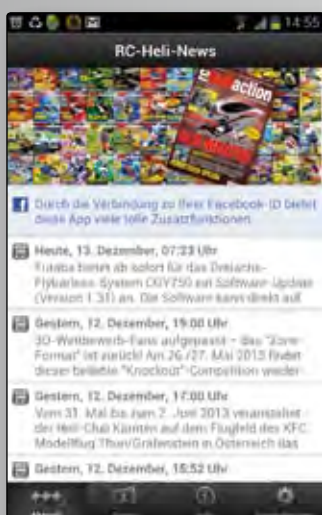 14:55
RC-Heli-News
action
Durch die Verbindung zu Ihrer Facebook-ID bietet
diese App viele tolle Zusatzfunktionen.
Heute, 13. Dezember, 07:23 Uhr
Futaba bietet ab sofort für das Dreiachs-
Flybarless-System CGY750 ein Software-Update
(Version 1.31) an. Die Software kann direkt auf
Gestern, 12. Dezember, 19:00 Uhr
3D-Wettbewerb-Fans aufgepasst – das "Zone-
Format" ist zurück! Am 26./27. Mai 2013 findet
dieser beliebte "Knockout"-Competition wieder
Gestern, 12. Dezember, 17:00 Uhr
Vom 31. Mai bis zum 2. Juni 2013 veranstaltet
der Heli-Club Kärnten auf dem Flugfeld des KFC
Modellflug Thon/Grafenstein in Österreich das
Gestern, 12. Dezember, 15:52 Uhr